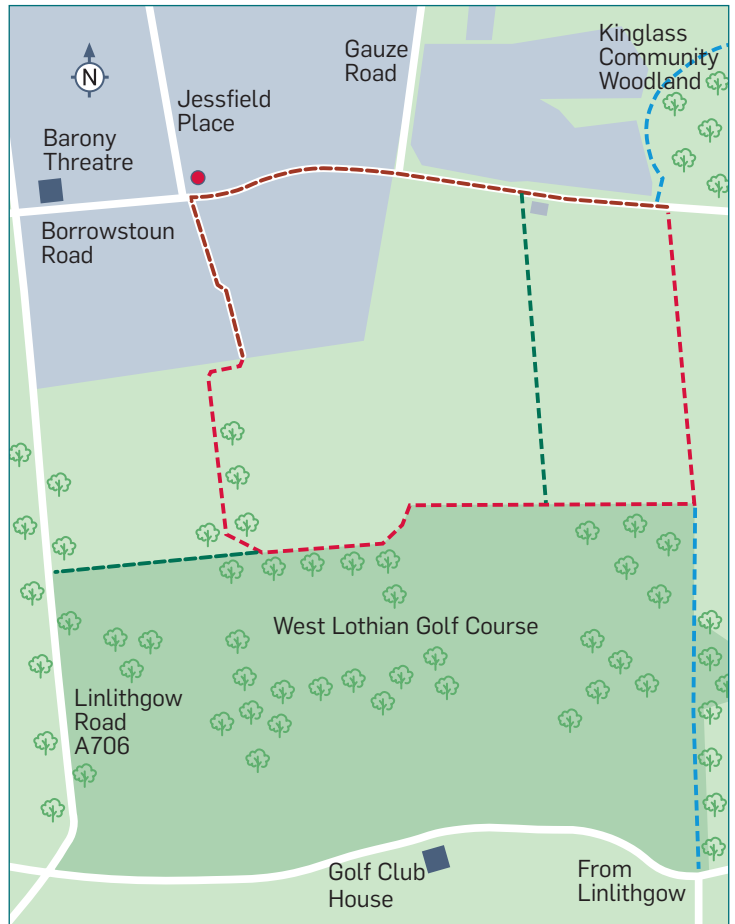 Kinglass
Community
Woodland
Gauze
Road
N
Jessfield
Place
Barony
Threatre
Borrowstoun
Road
West Lothian Golf Course
Linlithgow
Road
A706
Golf Club
House
From
Linlithgow